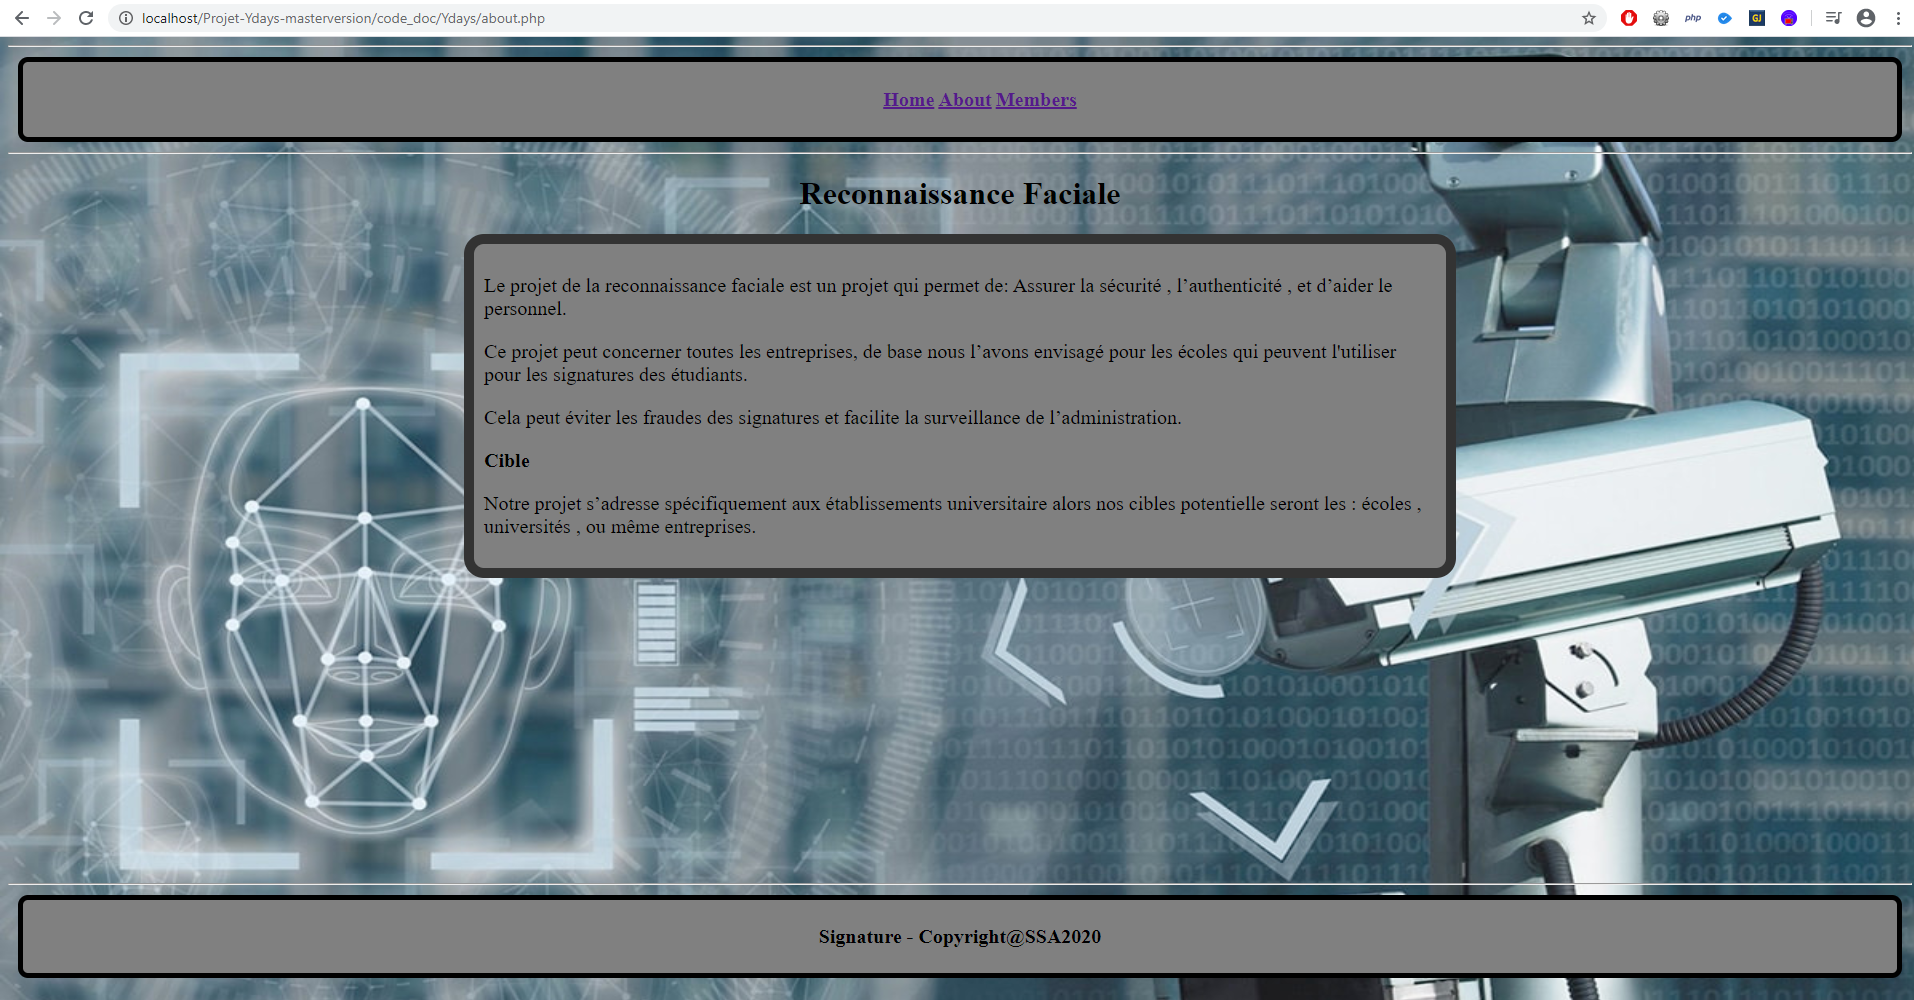 localhost/Projet-Ydays-masterversion/code_doc/Ydays/about.php
php
GJ
Home About Members
Reconnaissance Faciale
Le projet de la reconnaissance faciale est un projet qui permet de: Assurer la sécurité , l’authenticité , et d’aider le
personnel.
Ce projet peut concerner toutes les entreprises, de base nous l’avons envisagé pour les écoles qui peuvent l'utiliser
pour les signatures des étudiants.
Cela peut éviter les fraudes des signatures et facilite la surveillance de l’administration.
Cible
Notre projet s’adresse spécifiquement aux établissements universitaire alors nos cibles potentielle seront les : écoles ,
universités , ou même entreprises.
Signature - Copyright@SSA2020